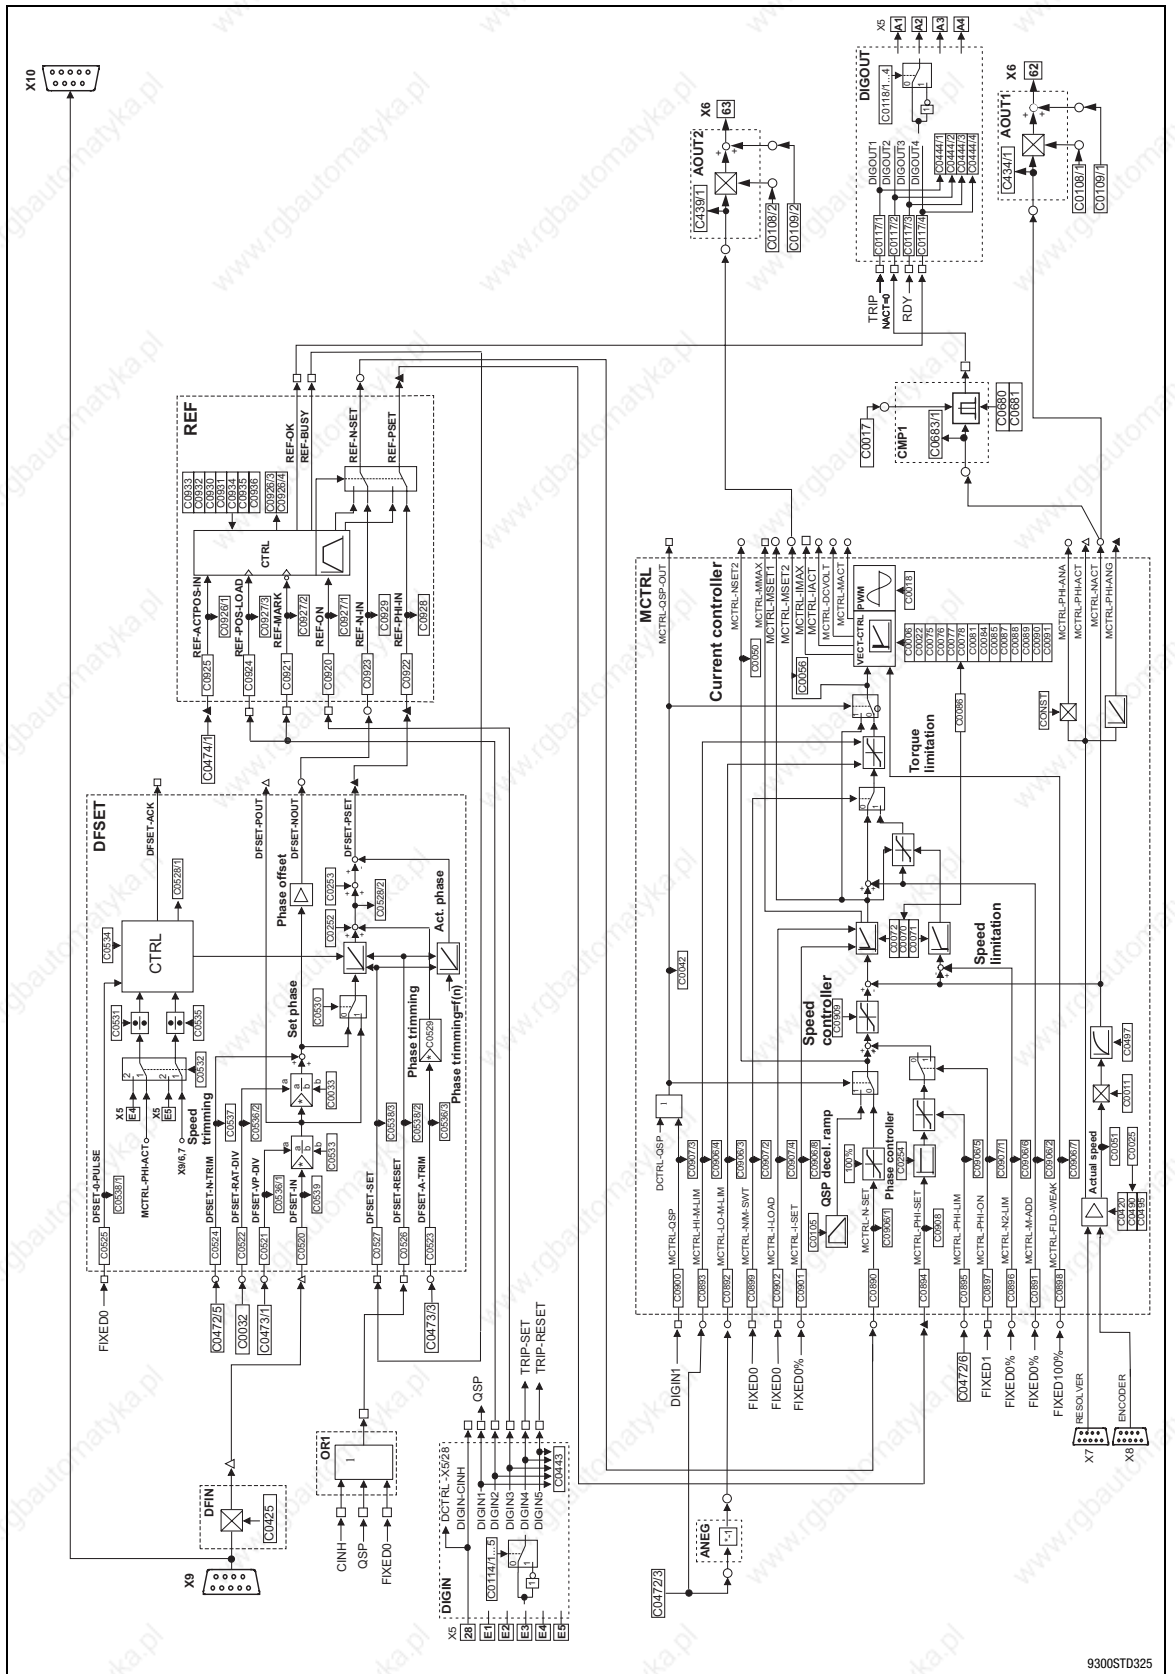 X10
X9
DFIN
C0425
CINH
QSP
FIXED0
OR1
X5
28
E1
E2
E3
E4
E5
DIGIN
DCTRL -X5/28
DIGIN-CINH
DIGIN1
DIGIN2
DIGIN3
DIGIN4
DIGIN5
C0114/1...5
0
1
1
C0443
QSP
TRIP-SET
TRIP-RESET
DFSET
FIXED0
C0472/5
C0032
C0473/1
C0473/3
C0525
C0524
C0522
C0521
C0520
C0527
C0526
C0523
DFSET-0-PULSE
C0538/1
MCTRL-PHI-ACT
X5
E4
X5
E5
X9/6,7
Speed
trimming
DFSET-N-TRIM
C0537
DFSET-RAT-DIV
C0536/2
DFSET-VP-DIV
C0536/1
DFSET-IN
C0539
DFSET-SET
C0538/3
DFSET-RESET
C0538/2
DFSET-A-TRIM
C0536/3
C0532
C0531
C0535
C0534
CTRL
DFSET-ACK
C0528/1
C0533
C0033
Set phase
C0530
Phase offset
DFSET-POUT
DFSET-NOUT
DFSET-PSET
C0252
C0253
C0528/2
Act. phase
Phase trimming
C0529
Phase trimming=f(n)
REF
C0474/1
C0925
C0924
C0921
C0920
C0923
C0922
REF-ACTPOS-IN
C0926/1
REF-POS-LOAD
C0927/3
REF-MARK
C0927/2
REF-ON
C0927/1
REF-N-IN
C0929
REF-PHI-IN
C0928
CTRL
C0933
C0932
C0930
C0931
C0934
C0935
C0936
C0926/3
C0926/4
REF-OK
REF-BUSY
REF-N-SET
REF-PSET
C0472/3
ANEG
*-1
MCTRL
DIGIN1
FIXED0
FIXED0
FIXED0%
C0472/6
FIXED1
FIXED0%
FIXED0%
FIXED100%
RESOLVER
X7
ENCODER
X8
C0900
C0893
C0892
C0899
C0902
C0901
C0890
C0894
C0895
C0897
C0896
C0891
C0898
DCTRL-QSP
MCTRL-QSP
C0907/3
MCTRL-HI-M-LIM
C0906/4
MCTRL-LO-M-LIM
C0906/3
MCTRL-N/M-SWT
C0907/2
MCTRL-I-LOAD
C0907/4
MCTRL-I-SET
C0906/8
C0105
QSP decel. ramp
100%
MCTRL-N-SET
C0906/1
Phase controller
C0254
MCTRL-PHI-SET
C0908
MCTRL-PHI-LIM
C0906/5
MCTRL-PHI-ON
C0907/1
MCTRL-N2-LIM
C0906/6
MCTRL-M-ADD
C0906/2
MCTRL-FLD-WEAK
C0906/7
Actual speed
C0051
C0025
C0420
C0490
C0495
C0011
C0497
Speed
controller
C0909
C0042
C0072
C0070
C0071
Speed
limitation
Torque
limitation
C0086
Current controller
C0050
C0056
VECT-CTRL
PWM
C0018
C0006
C0022
C0075
C0076
C0077
C0078
C0081
C0084
C0085
C0087
C0088
C0089
C0090
C0091
CONST
MCTRL-QSP-OUT
MCTRL-NSET2
MCTRL-MMAX
MCTRL-MSET1
MCTRL-MSET2
MCTRL-IMAX
MCTRL-IACT
MCTRL-DCVOLT
MCTRL-MACT
MCTRL-PHI-ANA
MCTRL-PHI-ACT
MCTRL-NACT
MCTRL-PHI-ANG
CMP1
C0017
C0683/1
C0680
C0681
AOUT2
X6
63
C439/1
C0108/2
C0109/2
DIGOUT
X5
A1
A2
A3
A4
C0118/1...4
DIGOUT1
DIGOUT2
DIGOUT3
DIGOUT4
C0444/1
C0444/2
C0444/3
C0444/4
C0117/1
C0117/2
C0117/3
C0117/4
TRIP
NACT=0
RDY
AOUT1
X6
62
C434/1
C0108/1
C0109/1
www.rgbautomatyka.pl
9300STD325